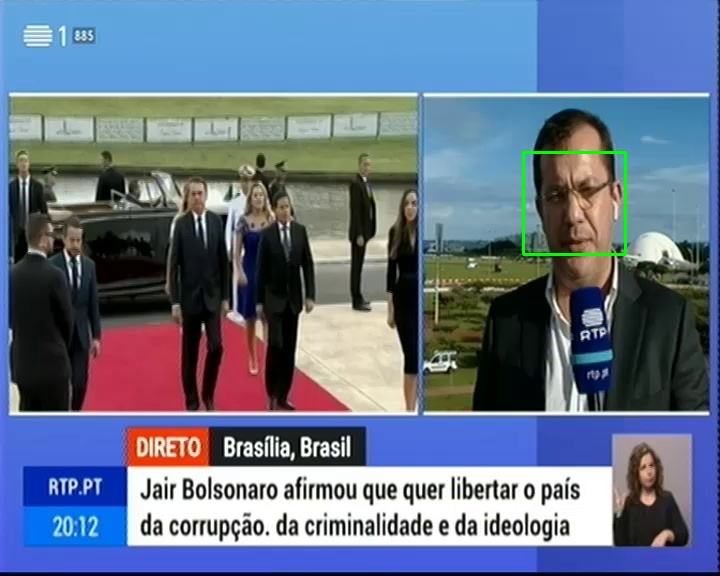 1 885
DIRETO Brasília, Brasil
RTP.PT
20:12
Jair Bolsonaro afirmou que quer libertar o país
da corrupção. da criminalidade e da ideologia
RTP
rtp.pt